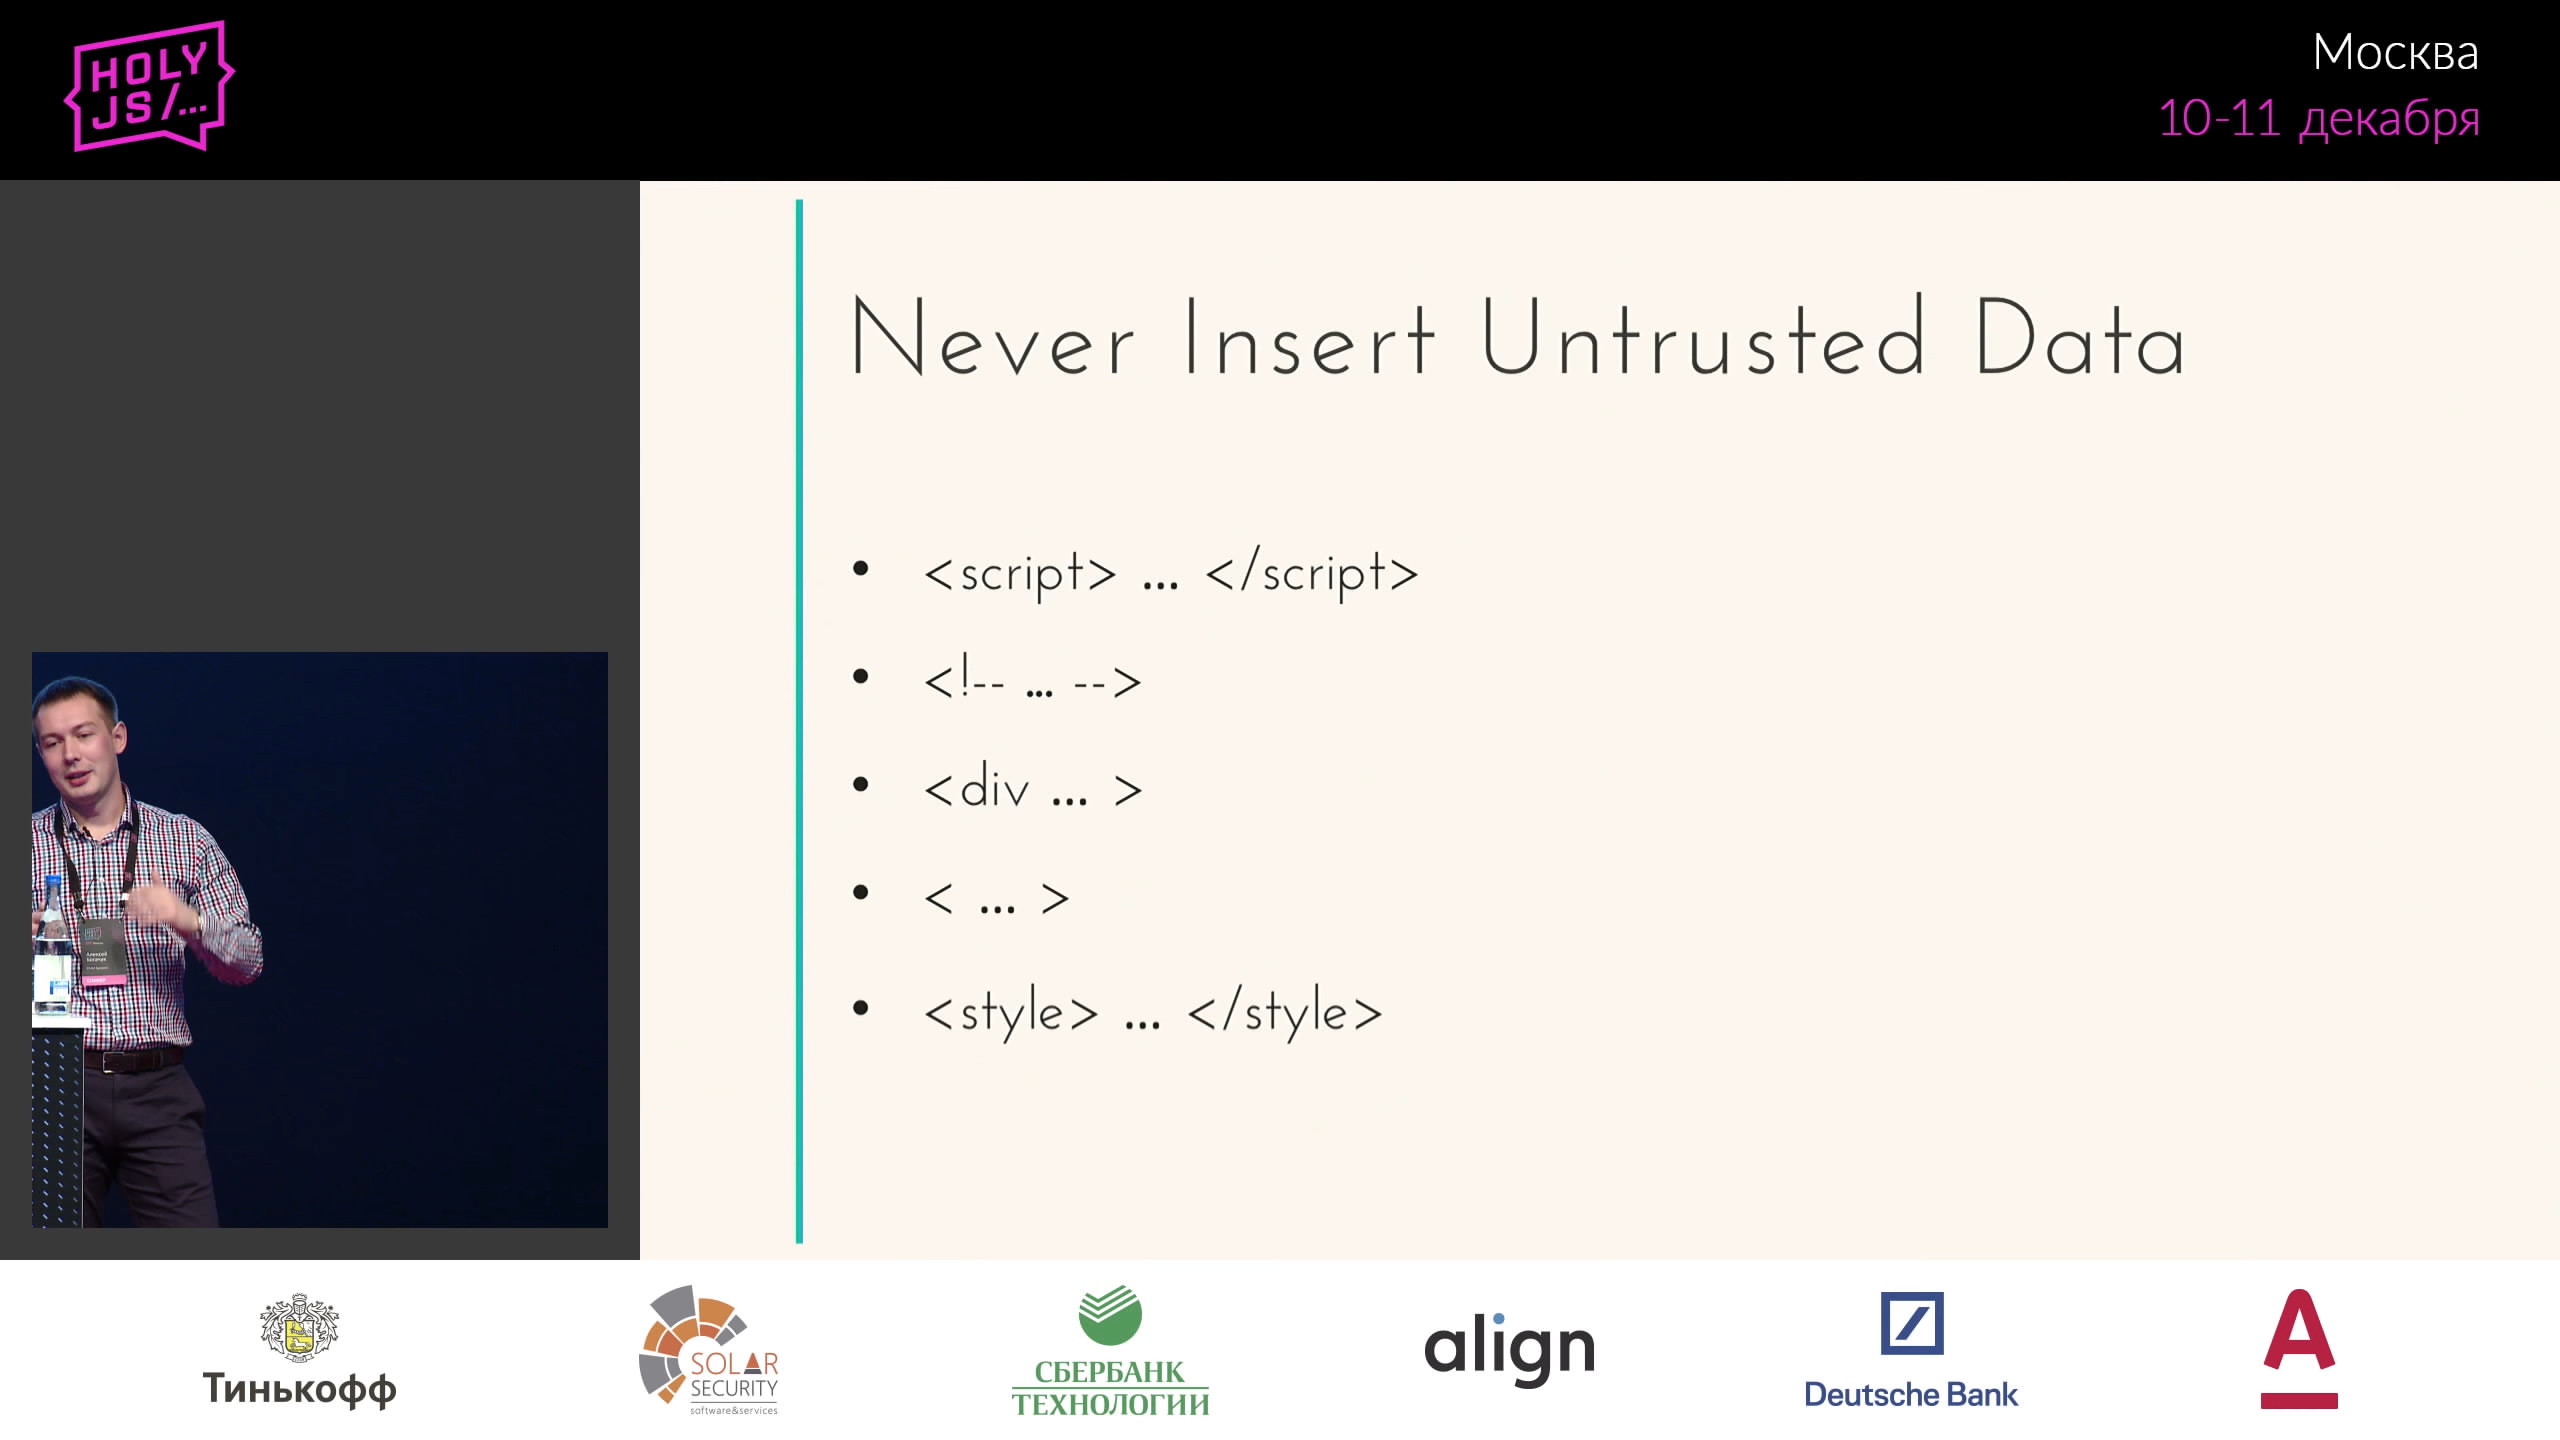 HOLY
JS/...
Москва
10-11 декабря
Never Insert Untrusted Data
• <script> ... </script>
• <!-- ... -->
• <div ... >
• < ... >
• <style> ... </style>
Алексей
Тинькофф
SOLAR
SECURITY
software&services
СБЕРБАНК
ТЕХНОЛОГИИ
align
Deutsche Bank
А